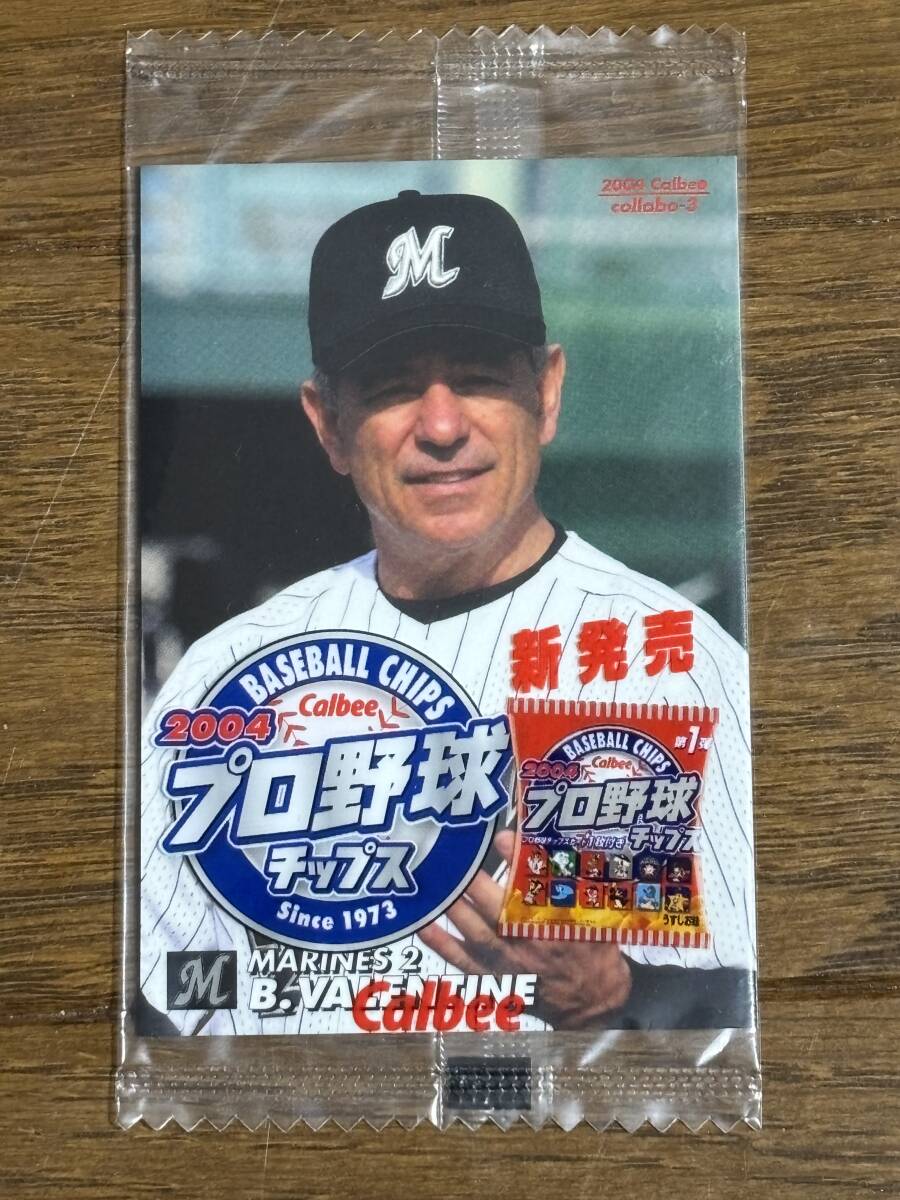 2004 Calbee
collabo-3
M
新発売
BASEBALL CHIPS
Calbee
2004
プロ野球
チップス
Since 1973
第1弾
BASEBALL CHIPS
Calbee
2004
プロ野球
チップス
うすしお味
M
MARINES 2
B. VALENTINE
Calbee